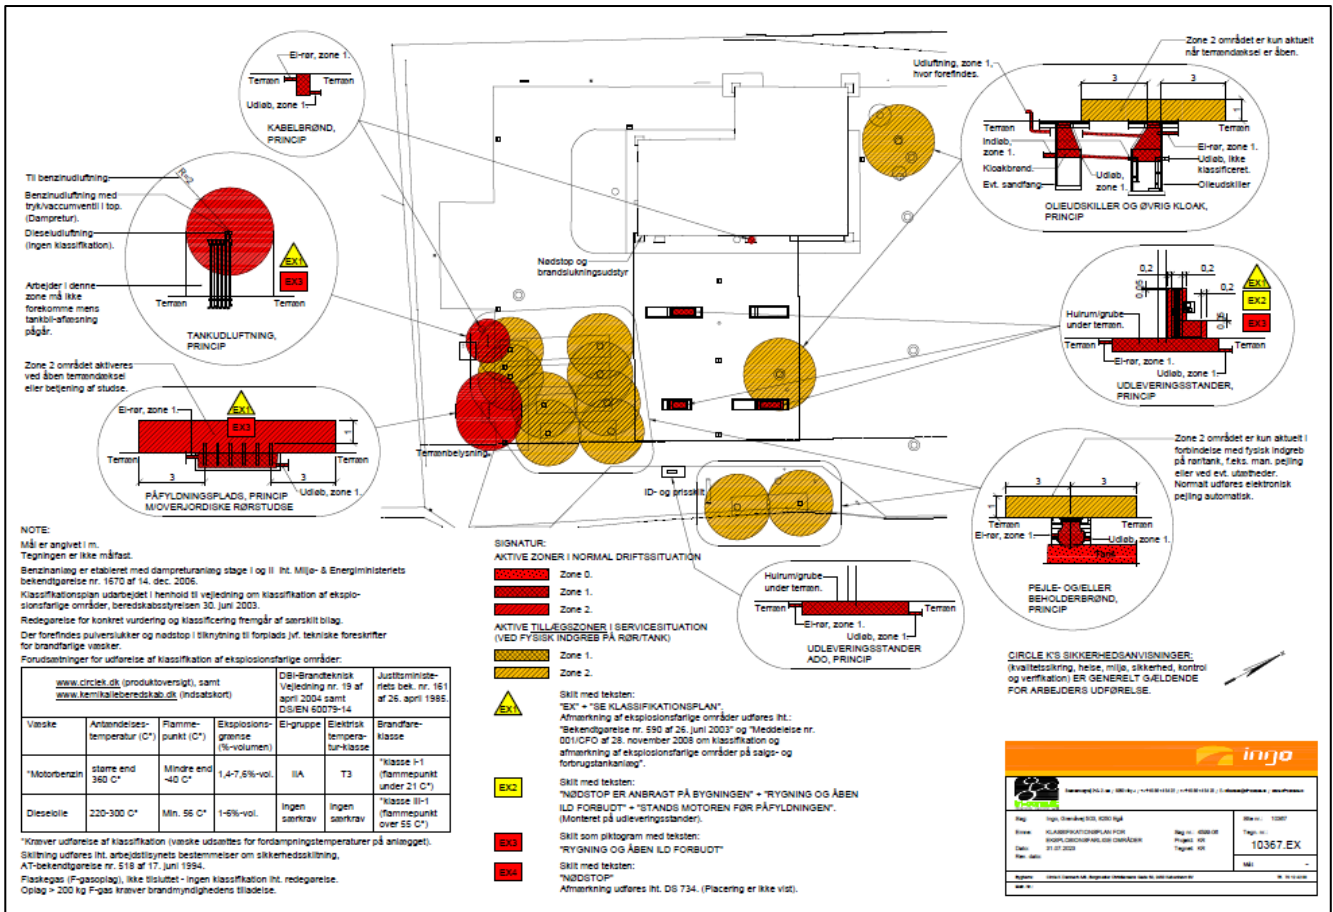 El-rør, zone 1.
Terræn
Terræn
Udløb, zone 1.
KABELBRØND,
PRINCIP
Til benzinudluftning.
Benzinudluftning med
tryk/vaccumventil i top.
(Dampretur).
Dieseludluftning
(Ingen klassifikation).
Arbejder i denne
zone må ikke
forekomme mens
tankbil-aflæsning
pågår.
R=2
EX1
EX3
Terræn
Terræn
TANKUDLUFTNING,
PRINCIP
Zone 2 området aktiveres
ved åben terrændæksel
eller betjening af studse.
El-rør, zone 1.
EX1
EX3
1
Terræn
Terræn
3
3
Udløb, zone 1.
PÅFYLDNINGSPLADS, PRINCIP
M/OVERJORDISKE RØRSTUDSE
Nødstop og
brandslukningsudstyr
Terrænbelysning
ID- og prisskilt
Zone 2 området er kun aktuelt
når terrændæksel er åben.
Udluftning, zone 1,
hvor forefindes.
3
3
1
Terræn
Terræn
Indløb,
zone 1.
Kloakbrønd.
Evt. sandfang
Udløb,
zone 1.
El-rør, zone 1.
Udløb, ikke
klassificeret.
Olieudskiller
OLIEUDSKILLER OG ØVRIG KLOAK,
PRINCIP
0,2
0,2
0,2
0,05
0,05
EX1
EX2
EX3
Hulrum/grube
under terræn.
Terræn
Terræn
El-rør, zone 1.
Udløb, zone 1.
UDLEVERINGSSTANDER,
PRINCIP
Zone 2 området er kun aktuelt i
forbindelse med fysisk indgreb
på rør/tank, f.eks. man. pejling
eller ved evt. utætheder.
Normalt udføres elektronisk
pejling automatisk.
3
3
1
Terræn
Terræn
El-rør, zone 1.
Udløb, zone 1.
Tank
PEJLE- OG/ELLER
BEHOLDERBRØND,
PRINCIP
Hulrum/grube
under terræn.
Terræn
Terræn
El-rør, zone 1.
Udløb, zone 1.
UDLEVERINGSSTANDER
ADO, PRINCIP
NOTE:
Mål er angivet i m.
Tegningen er ikke målfast.
Benzinanlæg er etableret med dampreturanlæg stage I og II iht. Miljø- & Energiministeriets
bekendtgørelse nr. 1670 af 14. dec. 2006.
Klassifikationsplan udarbejdet i henhold til vejledning om klassifikation af eksplo-
sionsfarlige områder, beredskabsstyrelsen 30. juni 2003.
Redegørelse for konkret vurdering og klassificering fremgår af særskilt bilag.
Der forefindes pulverslukker og nødstop i tilknytning til forplads jvf. tekniske foreskrifter
for brandfarlige væsker.
Forudsætninger for udførelse af klassifikation af eksplosionsfarlige områder:
www.circlek.dk (produktoversigt), samt
www.kemikalieberedskab.dk (indsatskort)
DBI-Brandteknisk
Vejledning nr. 19 af
april 2004 samt
DS/EN 60079-14
Justitsministe-
riets bek. nr. 161
af 26. april 1985.
Væske
Antændelses-
temperatur (C°)
Flamme-
punkt (C°)
Eksplosions-
grænse
(%-volumen)
El-gruppe
Elektrisk
tempera-
tur-klasse
Brandfare-
klasse
*Motorbenzin
større end
360 C°
Mindre end
-40 C°
1,4-7,6%-vol.
IIA
T3
*klasse I-1
(flammepunkt
under 21 C°)
Dieselolie
220-300 C°
Min. 56 C°
1-6%-vol.
Ingen
særkrav
Ingen
særkrav
*klasse III-1
(flammepunkt
over 55 C°)
*Kræver udførelse af klassifikation (væske udsættes for fordampningstemperaturer på anlægget).
Skiltning udføres iht. arbejdstilsynets bestemmelser om sikkerhedsskiltning,
AT-bekendtgørelse nr. 518 af 17. juni 1994.
Flaskegas (F-gasoplag), ikke tilsluttet - ingen klassifikation iht. redegørelse.
Oplag > 200 kg F-gas kræver brandmyndighedens tilladelse.
SIGNATUR:
AKTIVE ZONER I NORMAL DRIFTSSITUATION
Zone 0.
Zone 1.
Zone 2.
AKTIVE TILLÆGSZONER I SERVICESITUATION
(VED FYSISK INDGREB PÅ RØR/TANK)
Zone 1.
Zone 2.
EX1
Skilt med teksten:
"EX" + "SE KLASSIFIKATIONSPLAN".
Afmærkning af eksplosionsfarlige områder udføres iht.:
"Bekendtgørelse nr. 590 af 26. juni 2003" og "Meddelelse nr.
001/CFO af 28. november 2008 om klassifikation og
afmærkning af eksplosionsfarlige områder på salgs- og
forbrugstankanlæg".
EX2
Skilt med teksten:
"NØDSTOP ER ANBRAGT PÅ BYGNINGEN" + "RYGNING OG ÅBEN
ILD FORBUDT" + "STANDS MOTOREN FØR PÅFYLDNINGEN".
(Monteret på udleveringsstander).
EX3
Skilt som piktogram med teksten:
"RYGNING OG ÅBEN ILD FORBUDT"
EX4
Skilt med teksten:
"NØDSTOP"
Afmærkning udføres iht. DS 734. (Placering er ikke vist).
CIRCLE K'S SIKKERHEDSANVISNINGER:
(kvalitetssikring, helse, miljø, sikkerhed, kontrol
og verifikation) ER GENERELT GÆLDENDE
FOR ARBEJDERS UDFØRELSE.
ingo
KLASSIFIKATIONSPLAN FOR
EKSPLOSIONSFARLIGE OMRÅDER
31.07.2023
10367
10367.EX
Mål
-